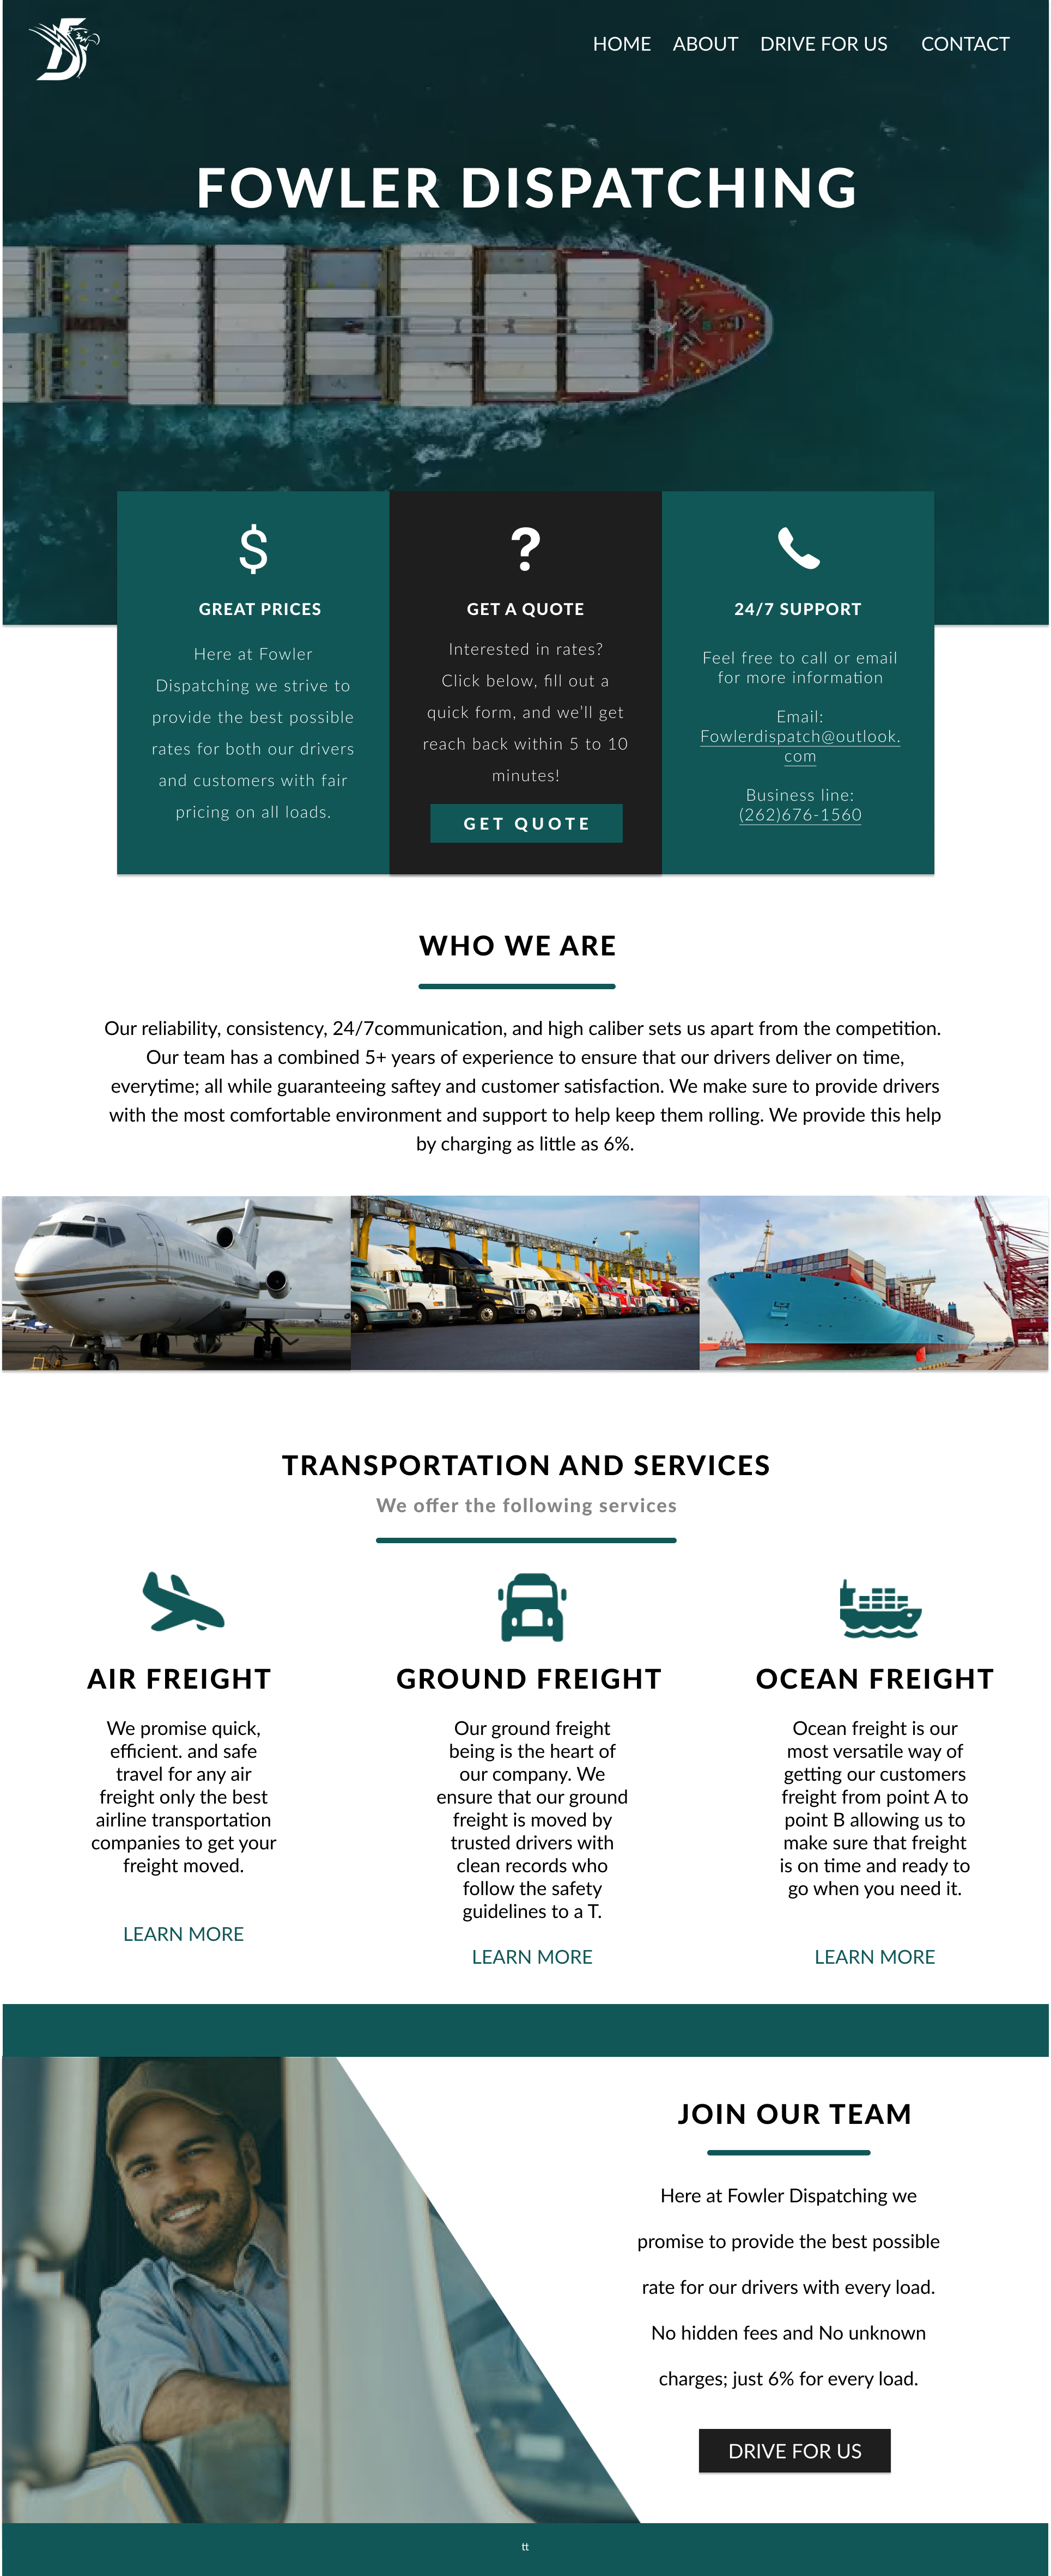 HOME ABOUT DRIVE FOR US CONTACT
FOWLER DISPATCHING
$
GREAT PRICES
Here at Fowler
Dispatching we strive to
provide the best possible
rates for both our drivers
and customers with fair
pricing on all loads.
?
GET A QUOTE
Interested in rates?
Click below, fill out a
quick form, and we'll get
reach back within 5 to 10
minutes!
GET QUOTE
24/7 SUPPORT
Feel free to call or email
for more information
Email:
Fowlerdispatch@outlook.
com
Business line:
(262)676-1560
WHO WE ARE
Our reliability, consistency, 24/7communication, and high caliber sets us apart from the competition.
Our team has a combined 5+ years of experience to ensure that our drivers deliver on time,
everytime; all while guaranteeing saftey and customer satisfaction. We make sure to provide drivers
with the most comfortable environment and support to help keep them rolling. We provide this help
by charging as little as 6%.
TRANSPORTATION AND SERVICES
We offer the following services
AIR FREIGHT
We promise quick,
efficient. and safe
travel for any air
freight only the best
airline transportation
companies to get your
freight moved.
LEARN MORE
GROUND FREIGHT
Our ground freight
being is the heart of
our company. We
ensure that our ground
freight is moved by
trusted drivers with
clean records who
follow the safety
guidelines to a T.
LEARN MORE
OCEAN FREIGHT
Ocean freight is our
most versatile way of
getting our customers
freight from point A to
point B allowing us to
make sure that freight
is on time and ready to
go when you need it.
LEARN MORE
JOIN OUR TEAM
Here at Fowler Dispatching we
promise to provide the best possible
rate for our drivers with every load.
No hidden fees and No unknown
charges; just 6% for every load.
DRIVE FOR US
tt